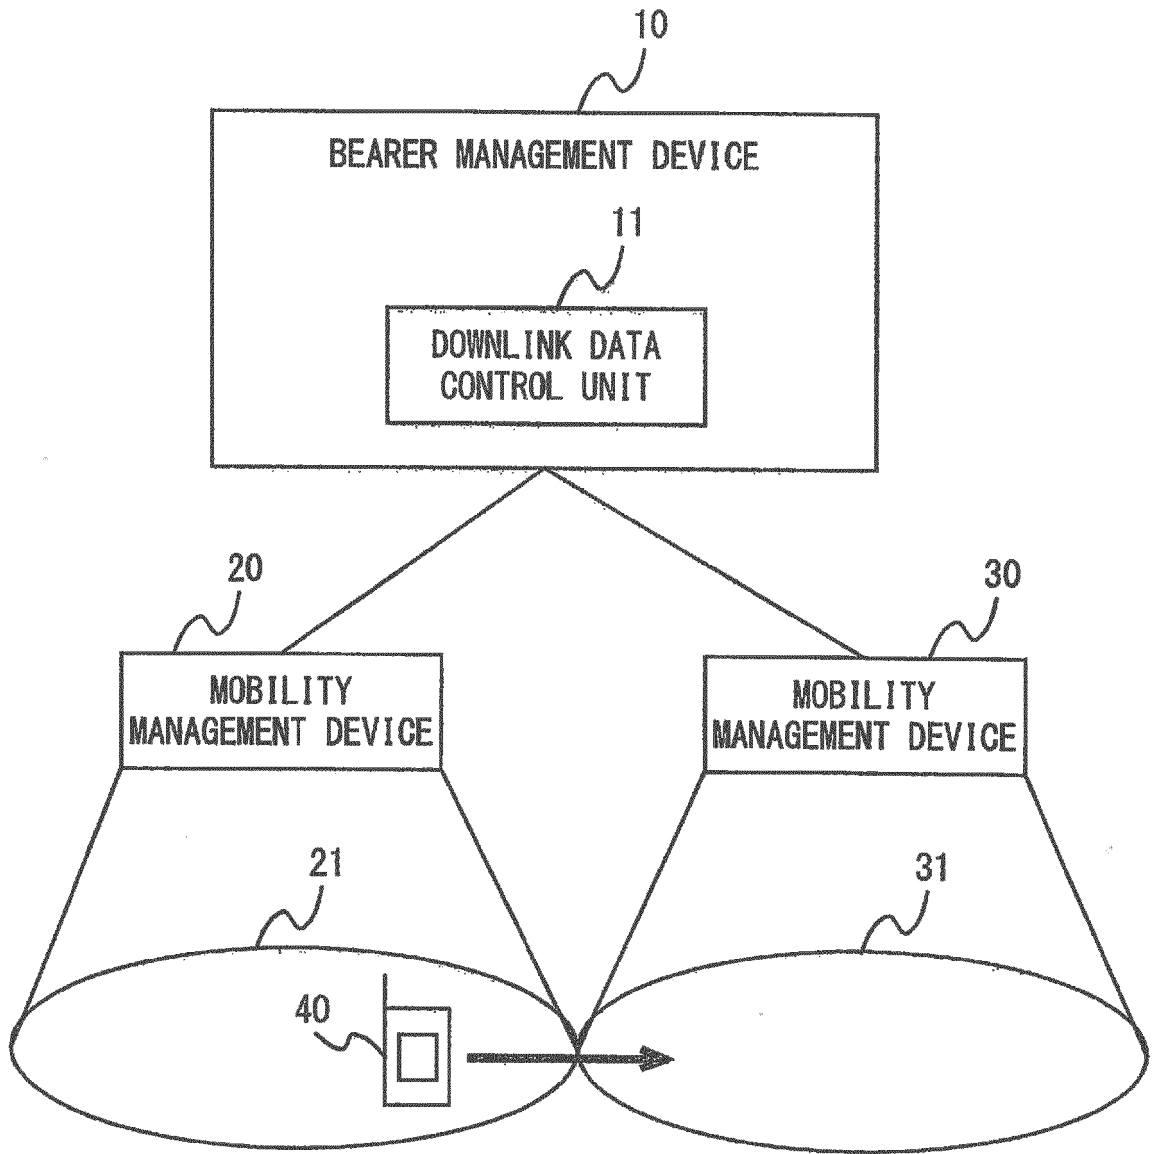 10
BEARER MANAGEMENT DEVICE
11
DOWNLINK DATA
CONTROL UNIT
20
30
MOBILITY
MANAGEMENT DEVICE
MOBILITY
MANAGEMENT DEVICE
21
31
40